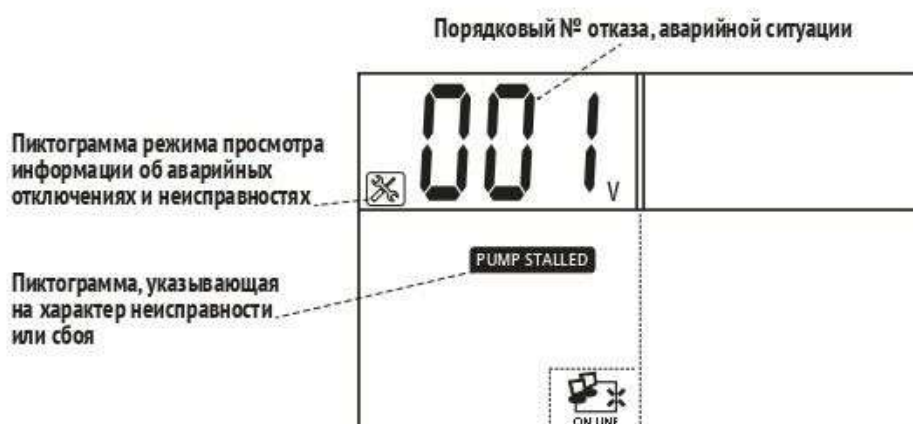 Порядковый № отказа, аварийной ситуации
001
V
Пиктограмма режима просмотра
информации об аварийных
отключениях и неисправностях
PUMP STALLED
Пиктограмма, указывающая
на характер неисправности
или сбоя
ON LINE